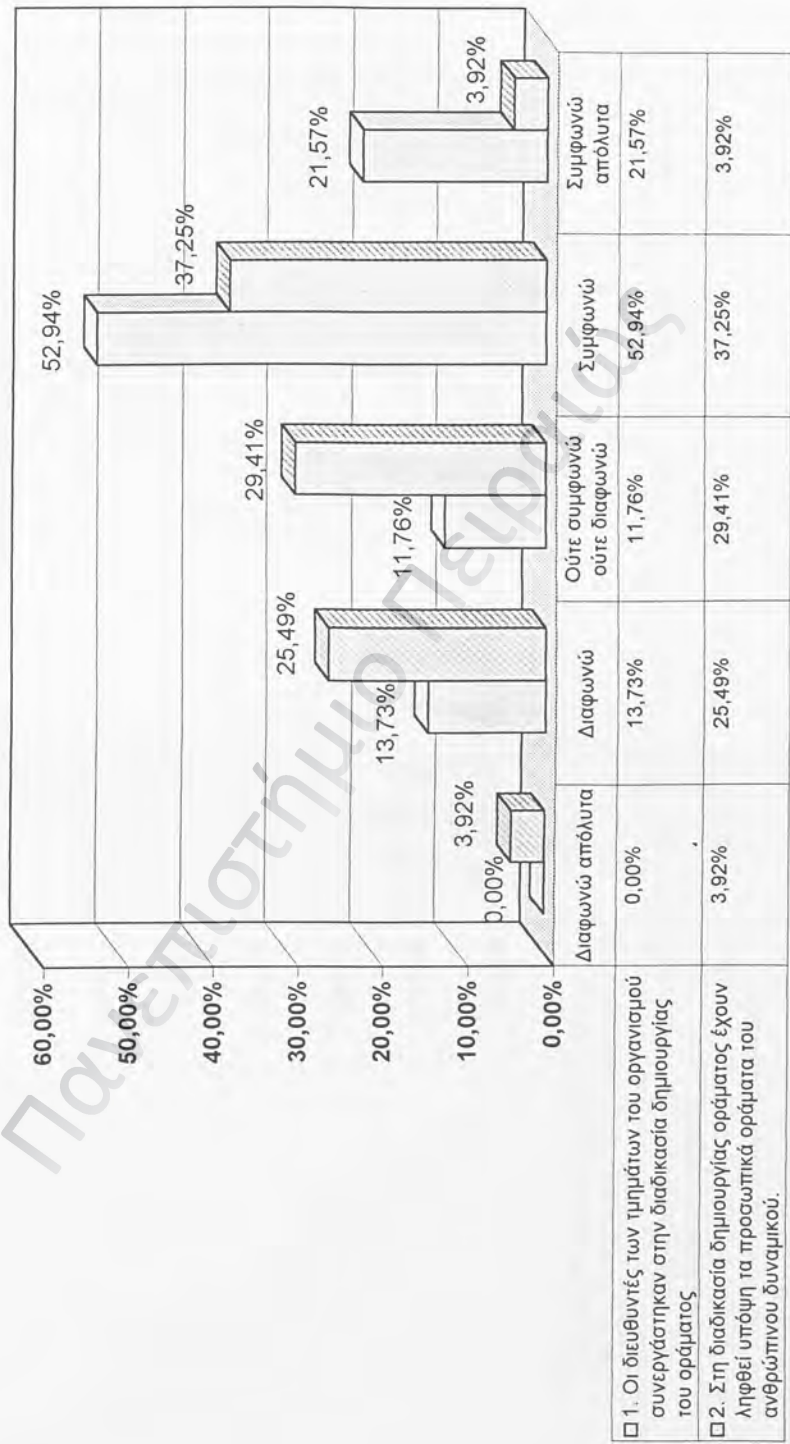 52,94%
37,25%
29,41%
25,49%
21,57%
13,73%
11,76%
3,92%
0,00%
3,92%
60,00%
50,00%
40,00%
30,00%
20,00%
10,00%
0,00%
Διαφωνώ απόλυτα
Διαφωνώ
Ούτε συμφωνώ
ούτε διαφωνώ
Συμφωνώ
Συμφωνώ
απόλυτα
1. Οι διευθυντές των τμημάτων του οργανισμού
συνεργάστηκαν στην διαδικασία δημιουργίας
του οράματος
0,00%
13,73%
11,76%
52,94%
21,57%
2. Στη διαδικασία δημιουργίας οράματος έχουν
ληφθεί υπόψη τα προσωπικά οράματα του
ανθρώπινου δυναμικού.
3,92%
25,49%
29,41%
37,25%
3,92%
Πανεπιστήμιο Πειραιάς